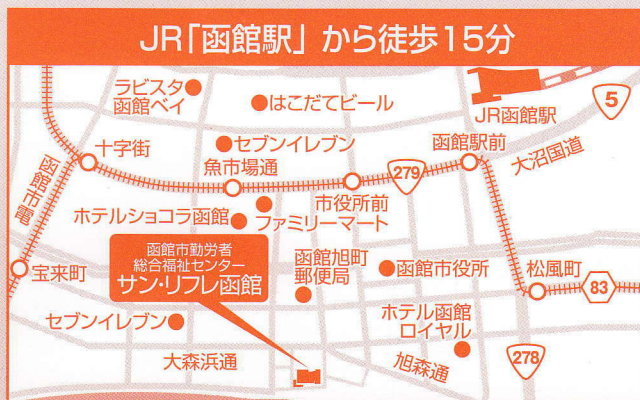 JR「函館駅」から徒歩15分
ラビスタ
函館ベイ
はこだてビール
JR函館駅
5
十字街
セブンイレブン
函館駅前
大沼国道
函館市電
魚市場通
279
市役所前
ホテルショコラ函館
ファミリーマート
函館市勤労者
総合福祉センター
サン・リフレ函館
宝来町
函館旭町
郵便局
函館市役所
松風町
83
セブンイレブン
ホテル函館
ロイヤル
大森浜通
旭森通
278